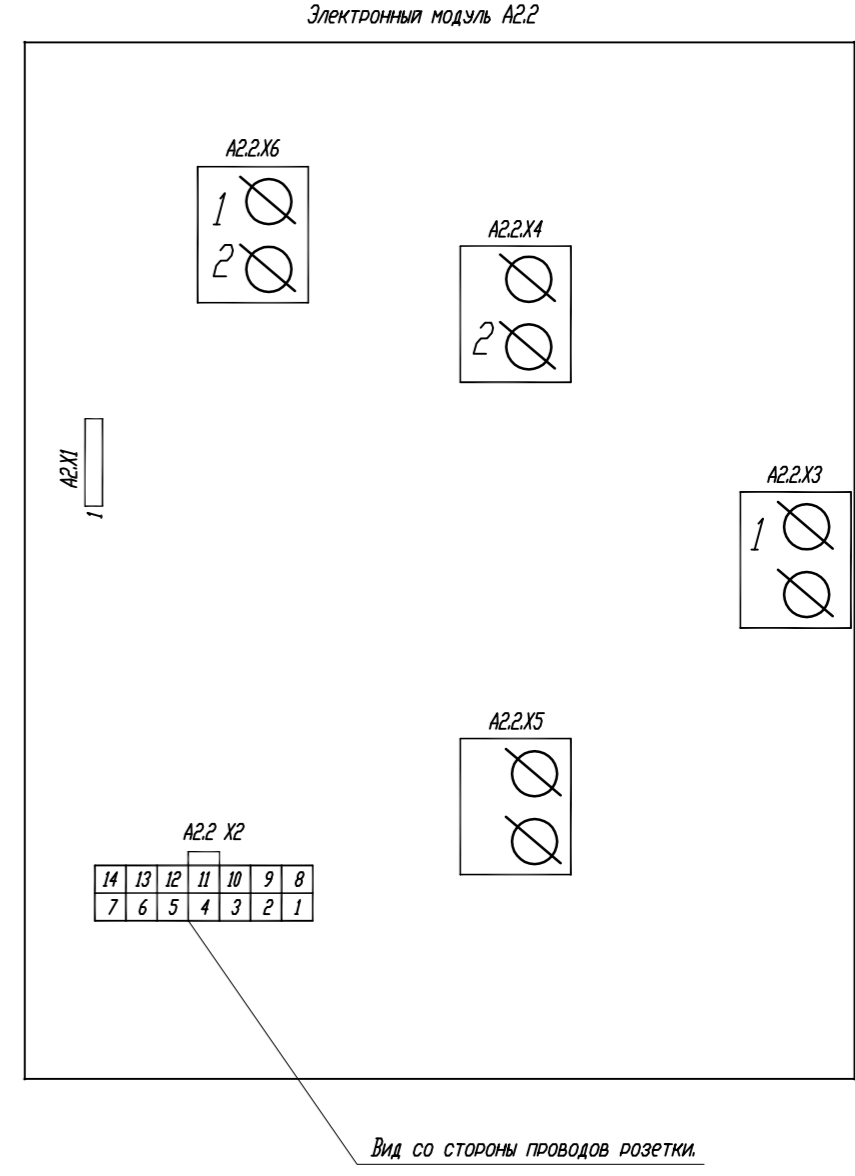 Электронный модуль А2.2
А2.2.Х6
1
2
А2.2.Х4
2
А2.Х1
1
А2.2.Х3
1
А2.2.Х5
А2.2 Х2
14 13 12 11 10 9 8
7 6 5 4 3 2 1
Вид со стороны проводов розетки.